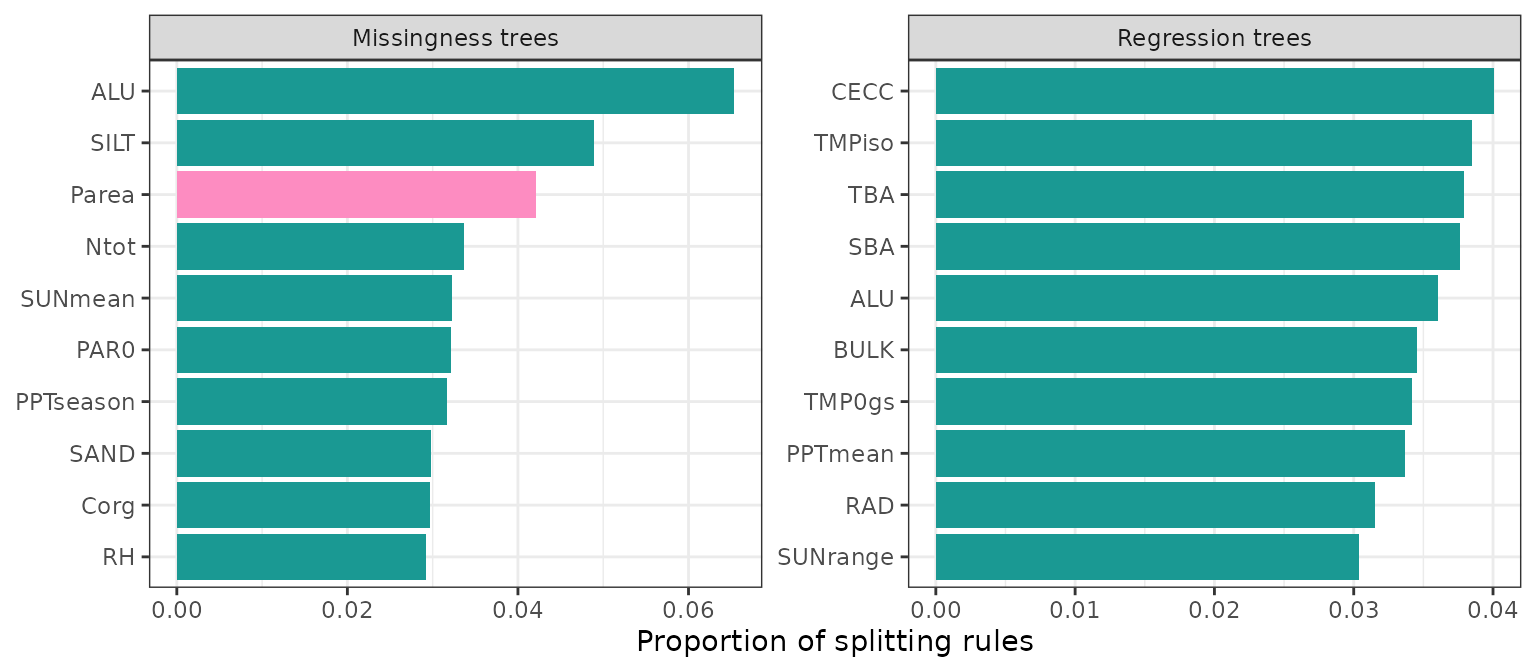 Missingness trees
ALU
SILT
Parea
Ntot
SUNmean
PAR0
PPTseason
SAND
Corg
RH
0.00 0.02 0.04 0.06
Regression trees
CECC
TMPiso
TBA
SBA
ALU
BULK
TMP0gs
PPTmean
RAD
SUNrange
0.00 0.01 0.02 0.03 0.04
Proportion of splitting rules